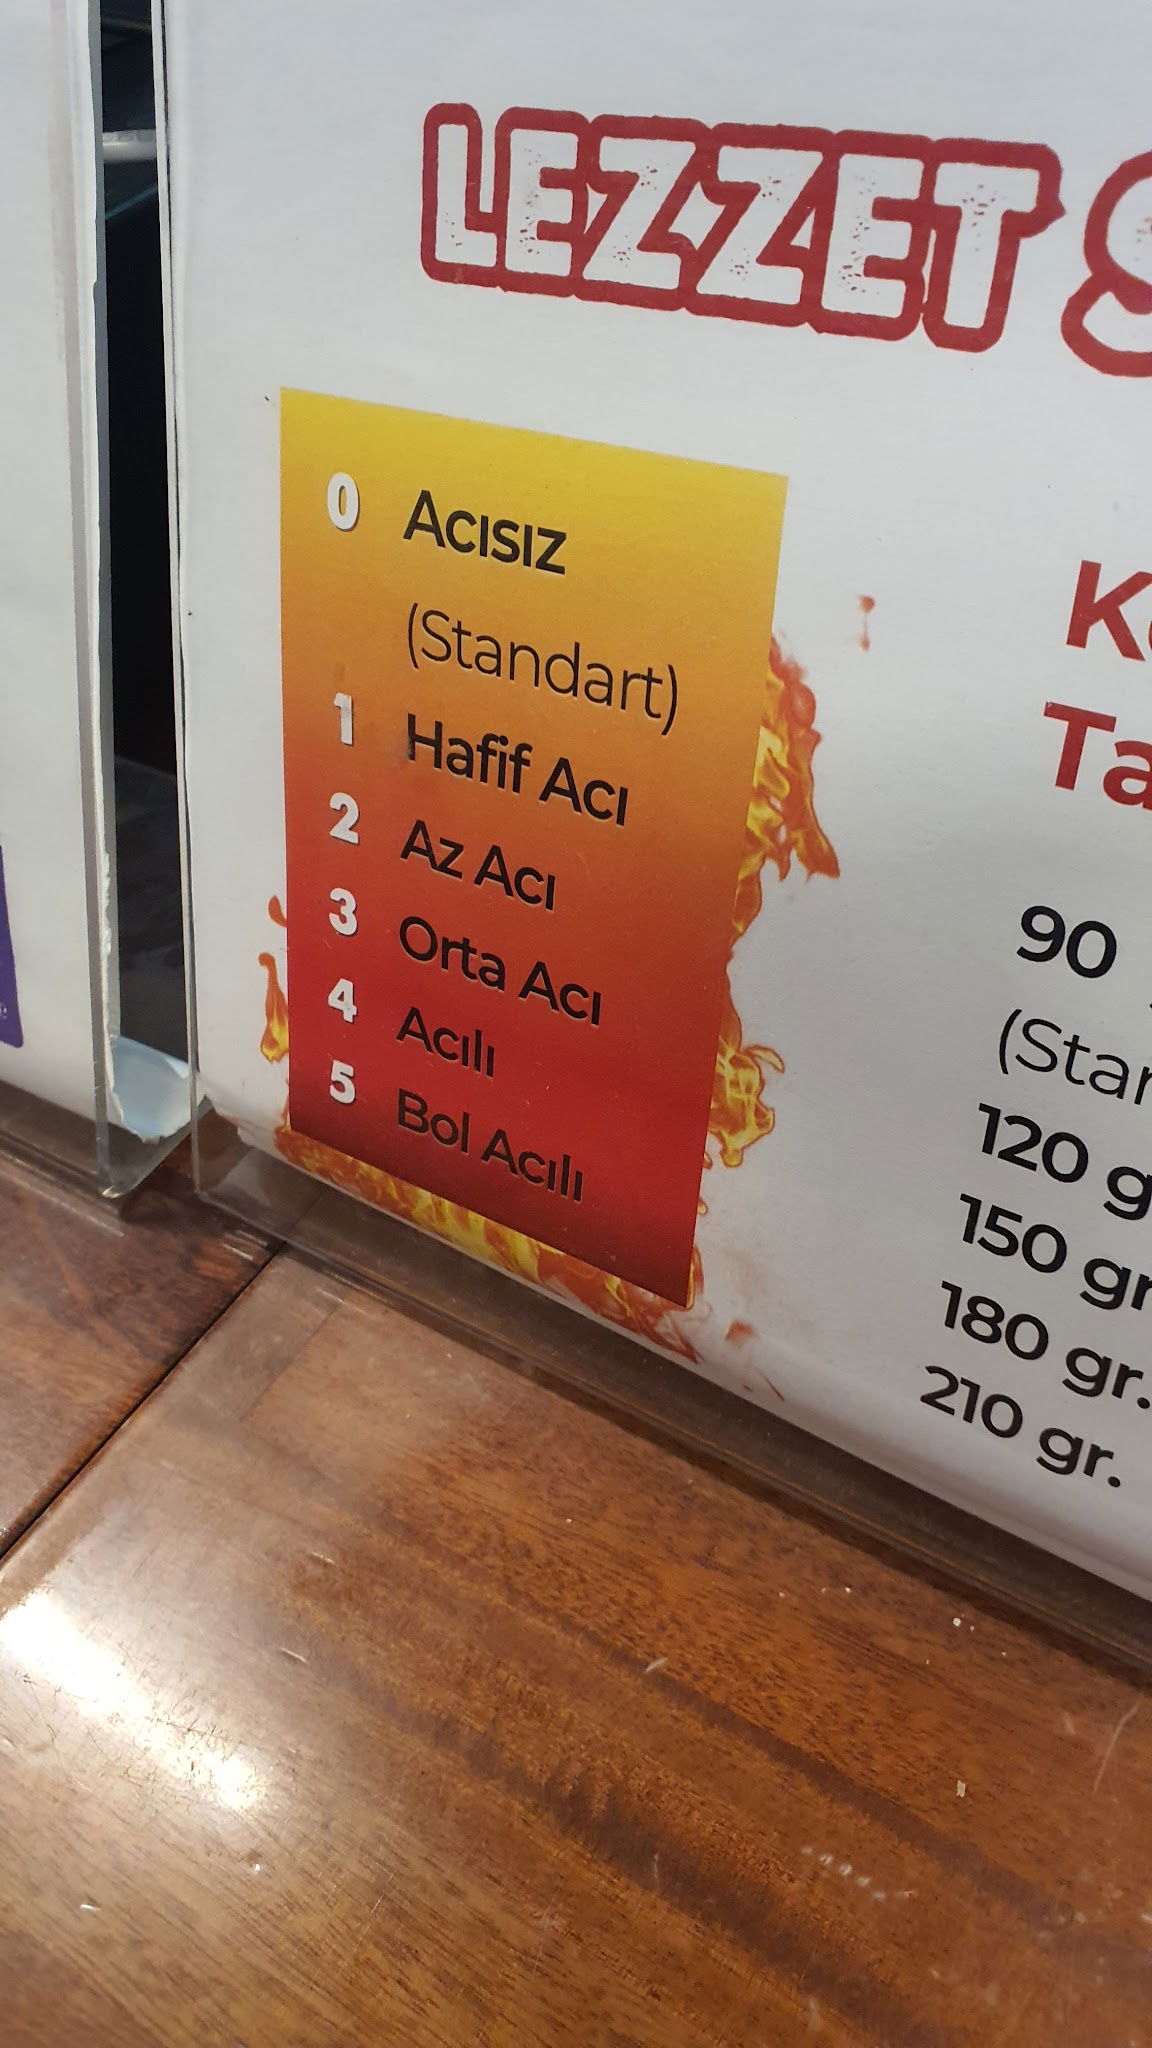 LEZZET
0 Acısız
(Standart)
1 Hafif Acı
2 Az Acı
3 Orta Acı
4 Acılı
5 Bol Acılı
90
120
150 gr
180 gr.
210 gr.